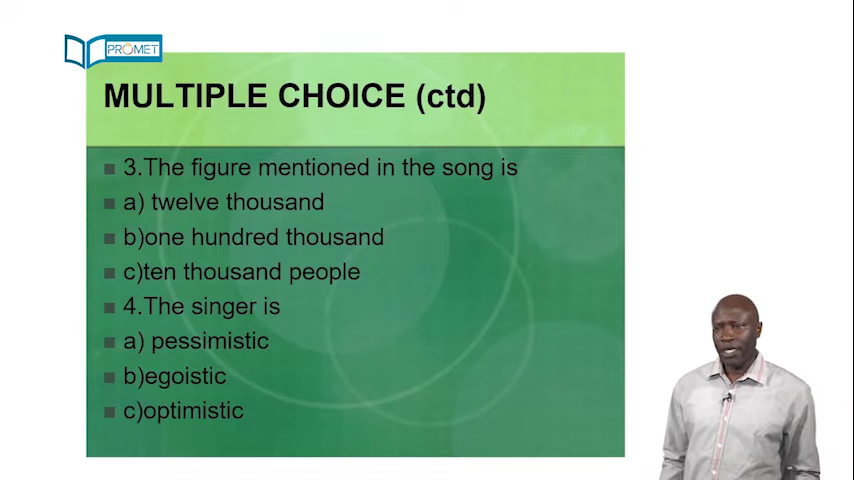 PROMET
MULTIPLE CHOICE (ctd)
3.The figure mentioned in the song is
a) twelve thousand
b)one hundred thousand
c)ten thousand people
4.The singer is
a) pessimistic
b)egoistic
c)optimistic